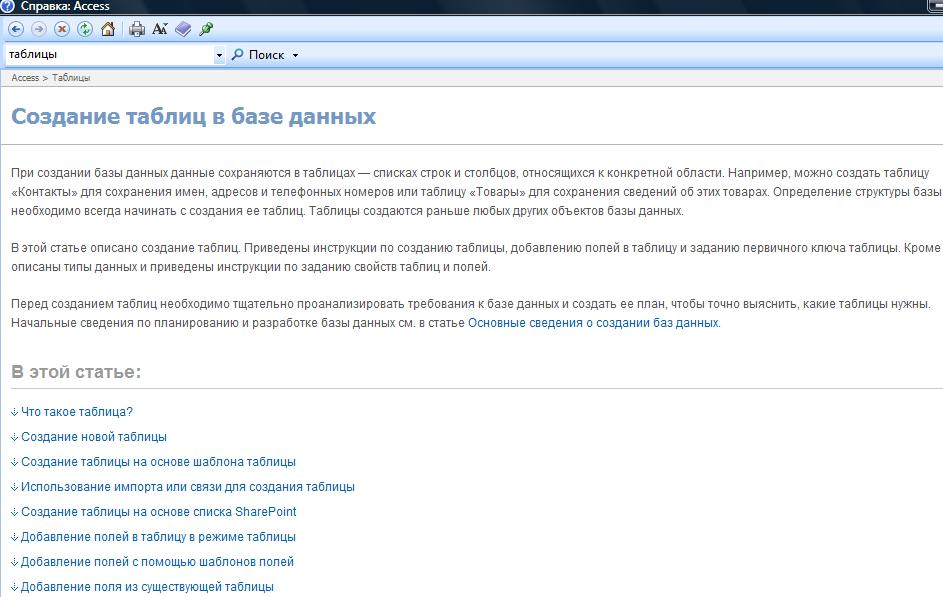 Справка: Access
таблицы
Поиск
Access > Таблицы
Создание таблиц в базе данных
При создании базы данных данные сохраняются в таблицах — списках строк и столбцов, относящихся к конкретной области. Например, можно создать таблицу
«Контакты» для сохранения имен, адресов и телефонных номеров или таблицу «Товары» для сохранения сведений об этих товарах. Определение структуры базы
необходимо всегда начинать с создания ее таблиц. Таблицы создаются раньше любых других объектов базы данных.
В этой статье описано создание таблиц. Приведены инструкции по созданию таблицы, добавлению полей в таблицу и заданию первичного ключа таблицы. Кроме
описаны типы данных и приведены инструкции по заданию свойств таблиц и полей.
Перед созданием таблиц необходимо тщательно проанализировать требования к базе данных и создать ее план, чтобы точно выяснить, какие таблицы нужны.
Начальные сведения по планированию и разработке базы данных см. в статье Основные сведения о создании баз данных.
В этой статье:
Что такое таблица?
Создание новой таблицы
Создание таблицы на основе шаблона таблицы
Использование импорта или связи для создания таблицы
Создание таблицы на основе списка SharePoint
Добавление полей в таблицу в режиме таблицы
Добавление полей с помощью шаблонов полей
Добавление поля из существующей таблицы